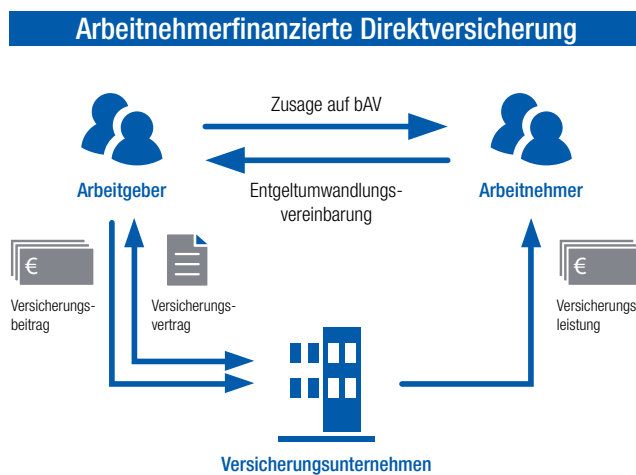 Arbeitnehmerfinanzierte Direktversicherung
Zusage auf bAV
Arbeitgeber
Entgeltumwandlungs-
vereinbarung
Arbeitnehmer
€
Versicherungs-
beitrag
Versicherungs-
vertrag
€
Versicherungs
leistung
Versicherungsunternehmen